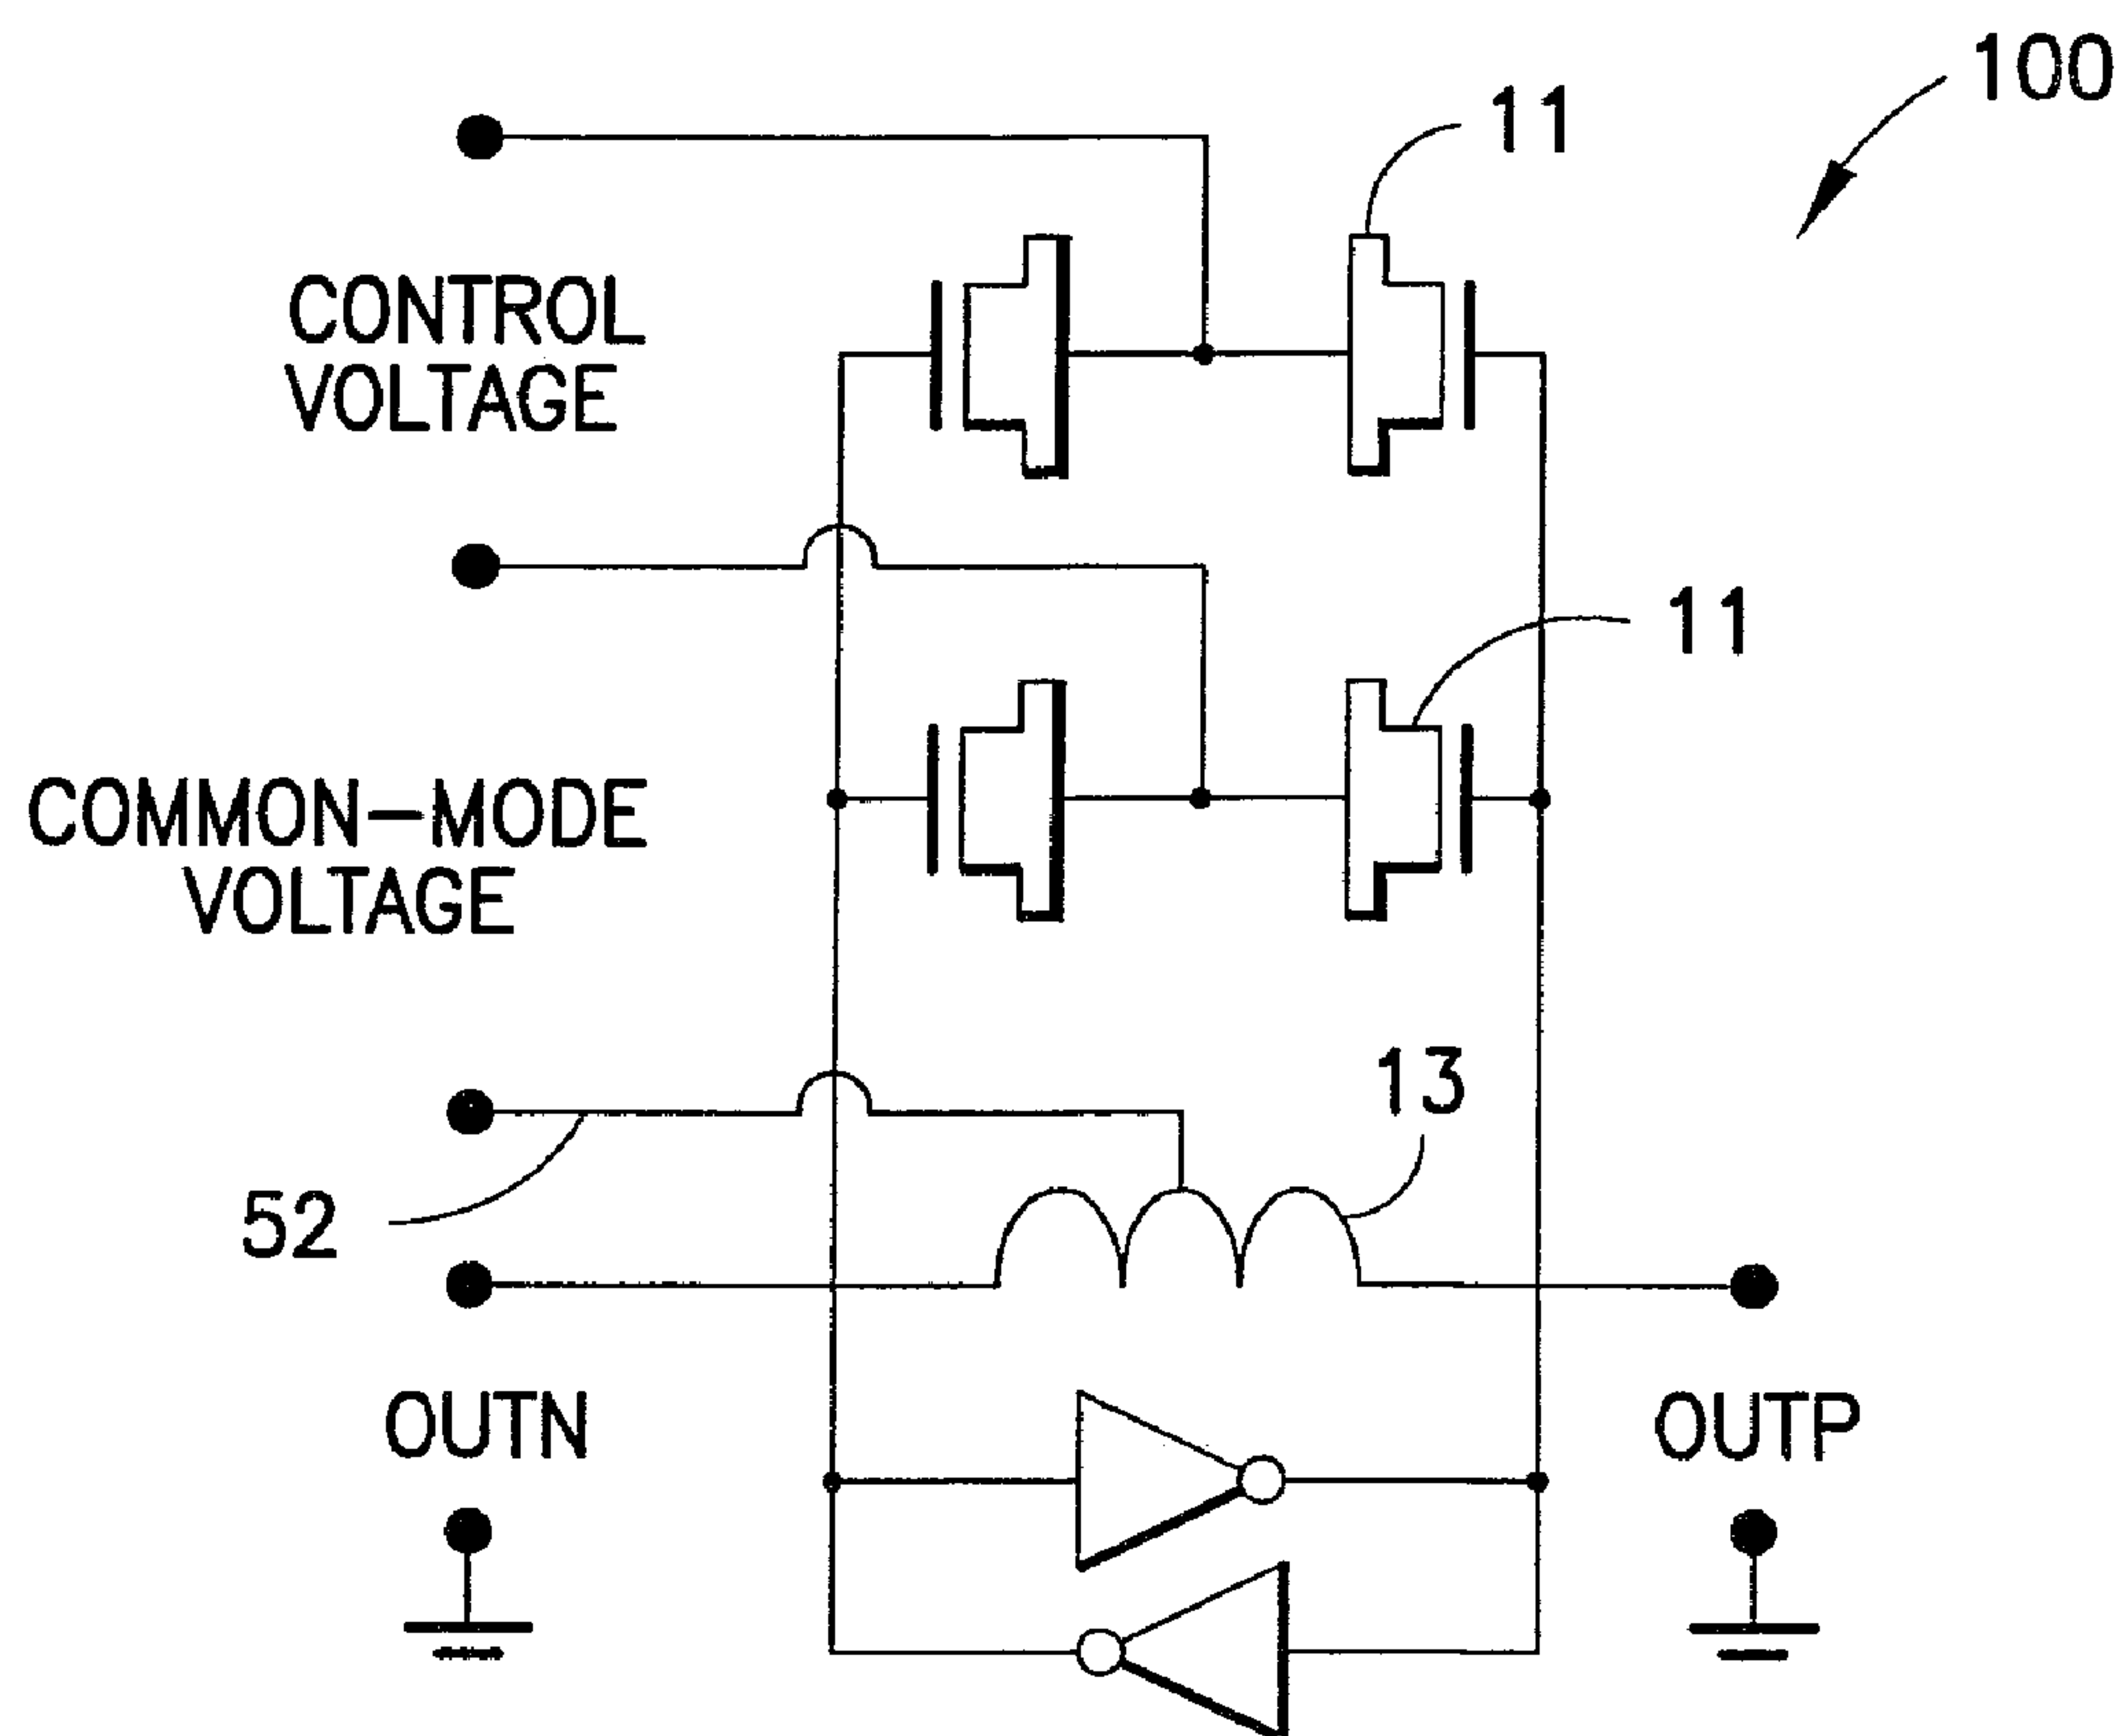 100
11
CONTROL
VOLTAGE
11
COMMON-MODE
VOLTAGE
13
52
OUTN
OUTP